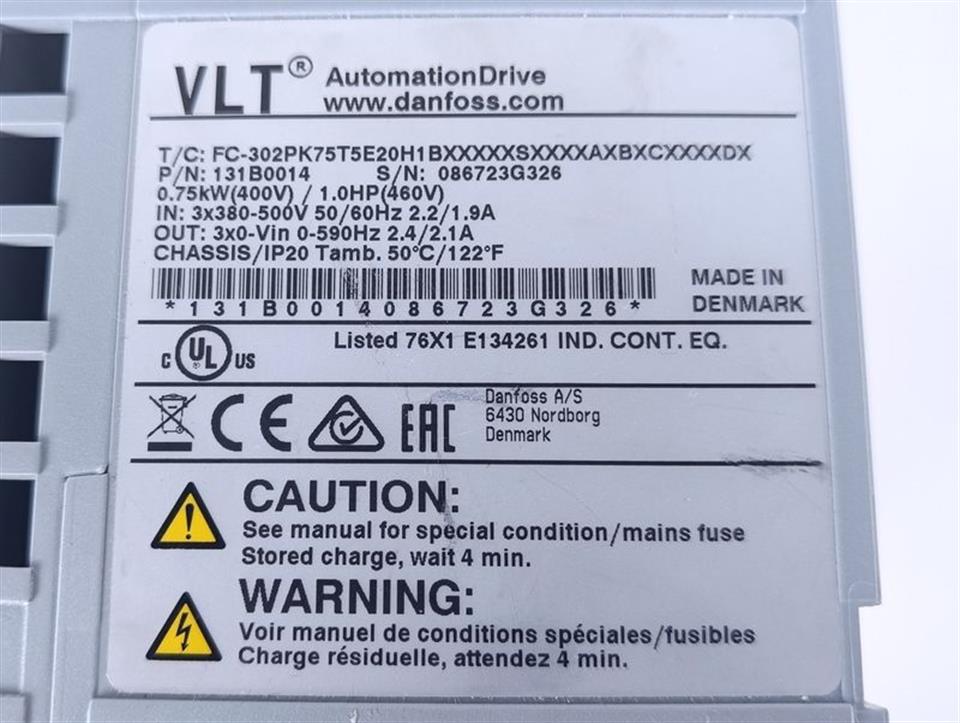 VLT® AutomationDrive
www.danfoss.com
T/C: FC-302PK75T5E20H1BXXXXXSXXXXAXBXCXXXXDX
P/N: 131B0014 S/N: 086723G326
0.75kW(400V) / 1.0HP(460V)
IN: 3x380-500V 50/60Hz 2.2/1.9A
OUT: 3x0-Vin 0-590Hz 2.4/2.1A
CHASSIS/IP20 Tamb. 50°C/122°F
*131B0014086723G326*
MADE IN
DENMARK
C UL US
Listed 76X1 E134261 IND. CONT. EQ.
CE EAC
Danfoss A/S
6430 Nordborg
Denmark
CAUTION:
See manual for special condition/mains fuse
Stored charge, wait 4 min.
WARNING:
Voir manuel de conditions spéciales/fusibles
Charge résiduelle, attendez 4 min.